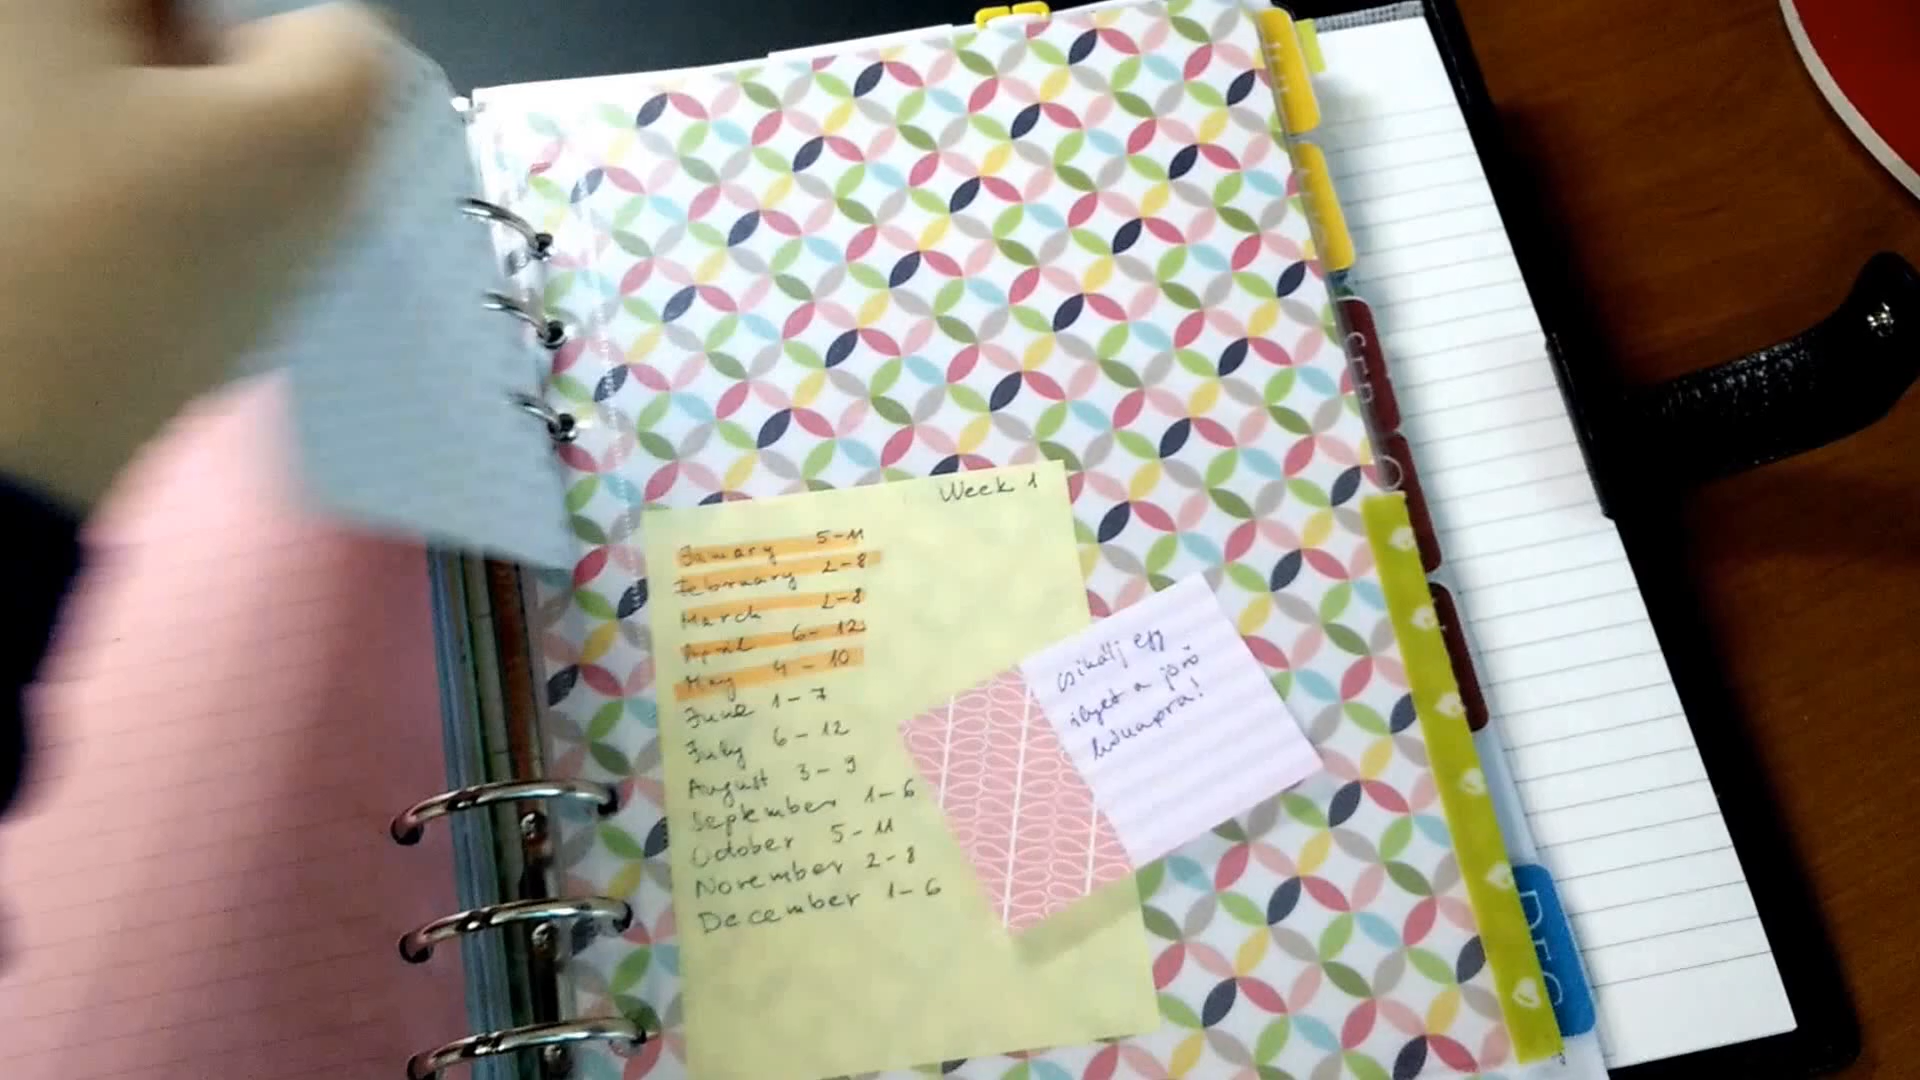 Week 1
January 5-11
February 2-8
March 2-8
April 6-12
May 4-10
June 1-7
July 6-12
August 3-9
September 1-6
October 5-11
November 2-8
December 1-6
csinálj egy
ilyet a jövő
hónapra!
SEP
O
DEC